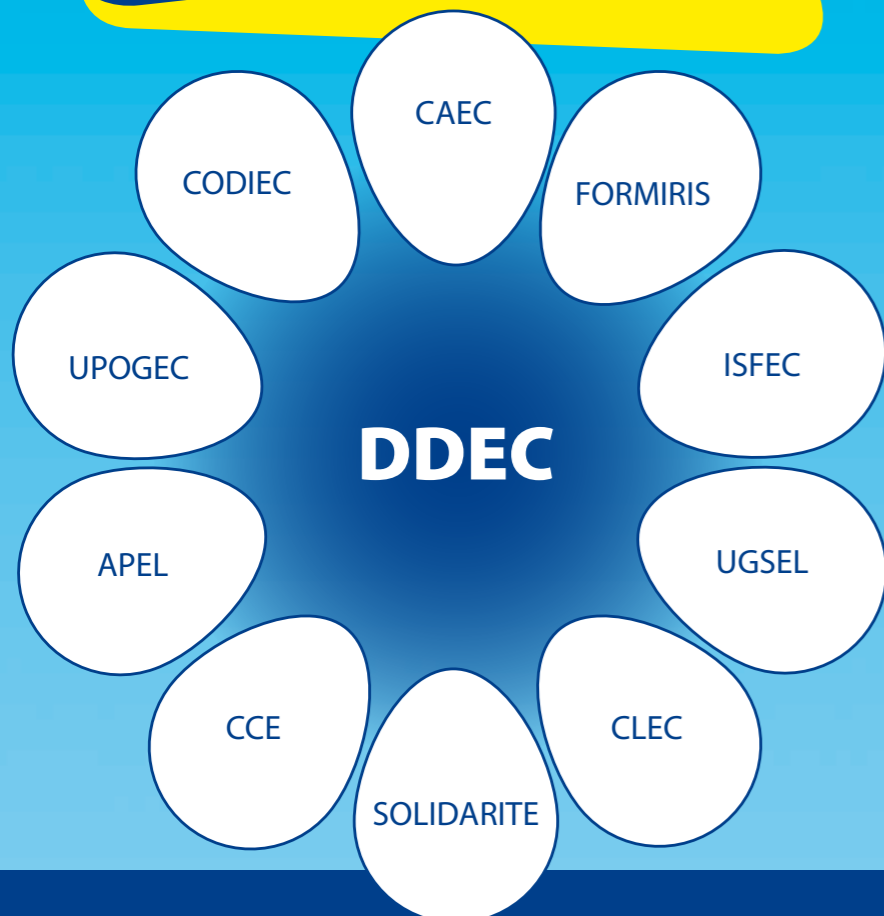 CAEC
CODIEC
FORMIRIS
UPOGEC
ISFEC
DDEC
APEL
UGSEL
CCE
CLEC
SOLIDARITE